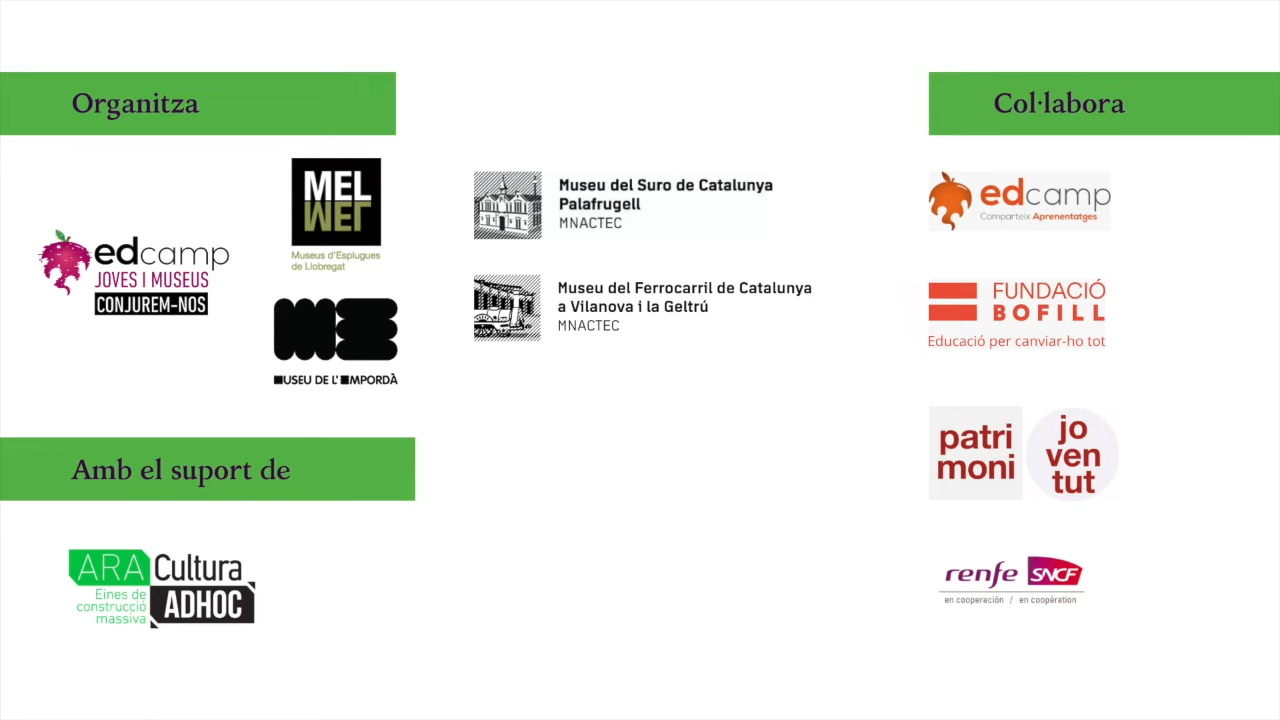 Organitza
edcamp
JOVES I MUSEUS
CONJUREM-NOS
MEL
MEL
Museus d'Esplugues
de Llobregat
ME
MUSEU DE L'EMPORDÀ
Museu del Suro de Catalunya
Palafrugell
MNACTEC
Museu del Ferrocarril de Catalunya
a Vilanova i la Geltrú
MNACTEC
Col·labora
edcamp
Comparteix Aprenentatges
FUNDACIÓ
BOFILL
Educació per canviar-ho tot
patri
moni
jo
ven
tut
renfe SNCF
en cooperación / en coopération
Amb el suport de
ARA Cultura
Eines de
construcció
massiva
ADHOC